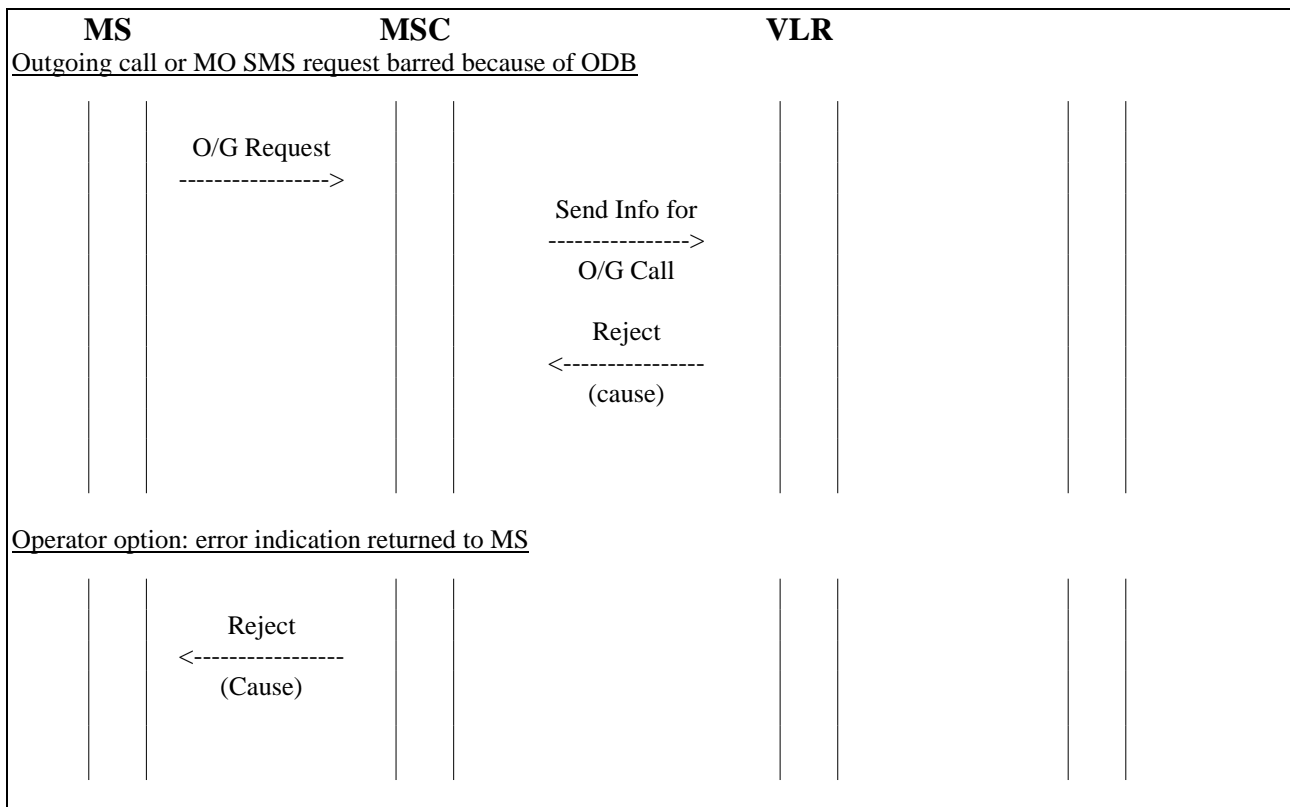 MS MSC VLR
Outgoing call or MO SMS request barred because of ODB
O/G Request
----------------->
Send Info for
---------------->
O/G Call
Reject
<----------------
(cause)
Operator option: error indication returned to MS
Reject
<-----------------
(Cause)